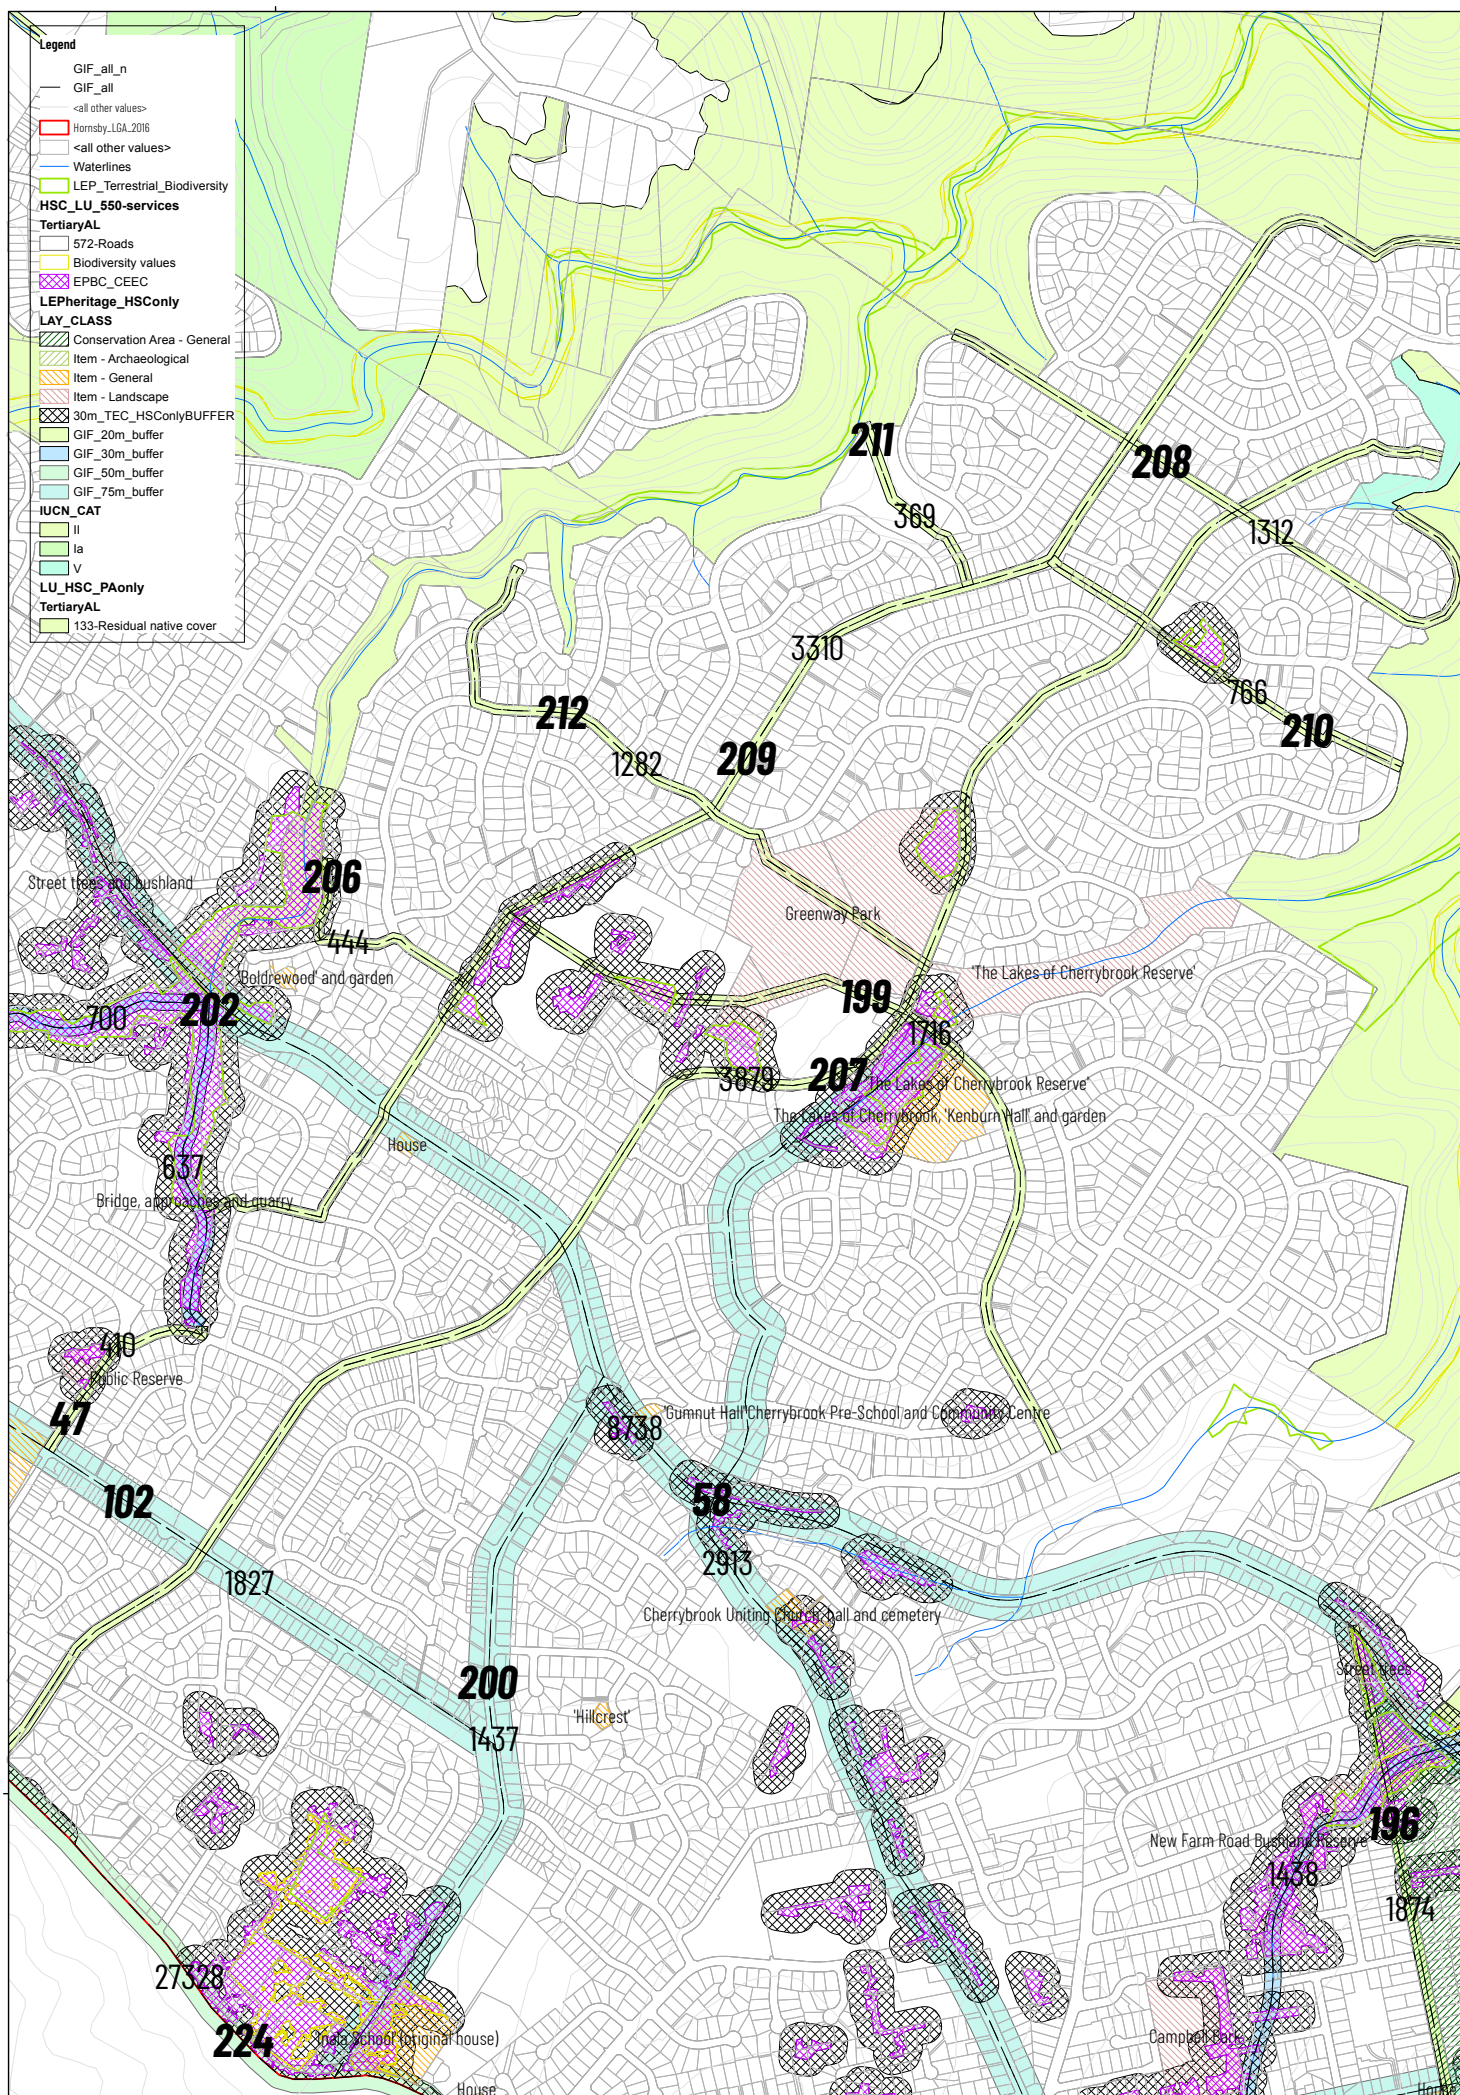 Legend
GIF_all_n
GIF_all
<all other values>
Hornsby_LGA_2016
<all other values>
Waterlines
LEP_Terrestrial_Biodiversity
HSC_LU_550-services
TertiaryAL
572-Roads
Biodiversity values
EPBC_CEEC
LEPheritage_HSConly
LAY_CLASS
Conservation Area - General
Item - Archaeological
Item - General
Item - Landscape
30m_TEC_HSConlyBUFFER
GIF_20m_buffer
GIF_30m_buffer
GIF_50m_buffer
GIF_75m_buffer
IUCN_CAT
II
Ia
V
LU_HSC_PAonly
TertiaryAL
133-Residual native cover
211
208
369
1312
3310
766
212
210
209
1282
Street trees and bushland
206
Greenway Park
444
'Boldrewood' and garden
'The Lakes of Cherrybrook Reserve'
199
700
202
1716
3879
207
'The Lakes of Cherrybrook Reserve'
The Lakes of Cherrybrook, 'Kenburn Hall' and garden
House
637
Bridge, approaches and quarry
410
Public Reserve
47
8738
'Gumnut Hall' Cherrybrook Pre-School and Community Centre
102
58
2913
1827
Cherrybrook Uniting Church, hall and cemetery
Street trees
200
'Hillcrest'
1437
196
New Farm Road Bushland Reserve
1438
1874
27328
224
'Inala School' (original house)
Campbell Park
House
House